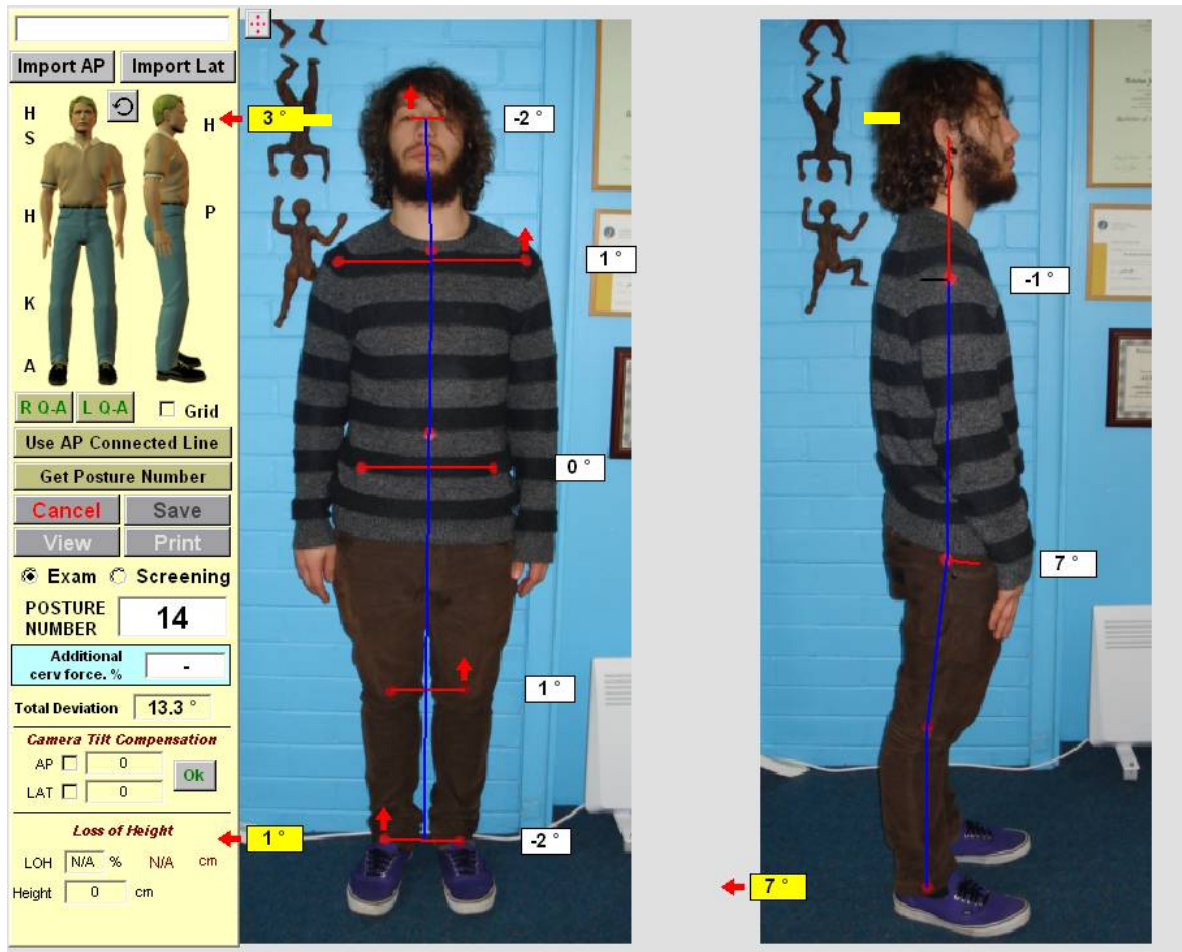 Import AP
Import Lat
H
S
H
K
A
H
P
R Q-A
L Q-A
Grid
Use AP Connected Line
Get Posture Number
Cancel
Save
View
Print
Exam
Screening
POSTURE
NUMBER
14
Additional
cerv force. %
-
Total Deviation
13.3 °
Camera Tilt Compensation
AP
0
LAT
0
Ok
Loss of Height
LOH
N/A
%
N/A
cm
Height
0
cm
3 °
-2 °
1 °
0 °
1 °
1 °
-2 °
-1 °
7 °
7 °